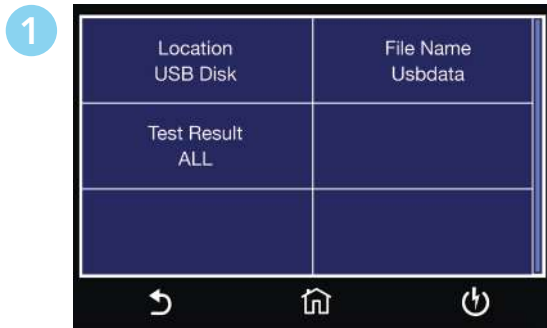 1
Location
USB Disk
File Name
Usbdata
Test Result
ALL